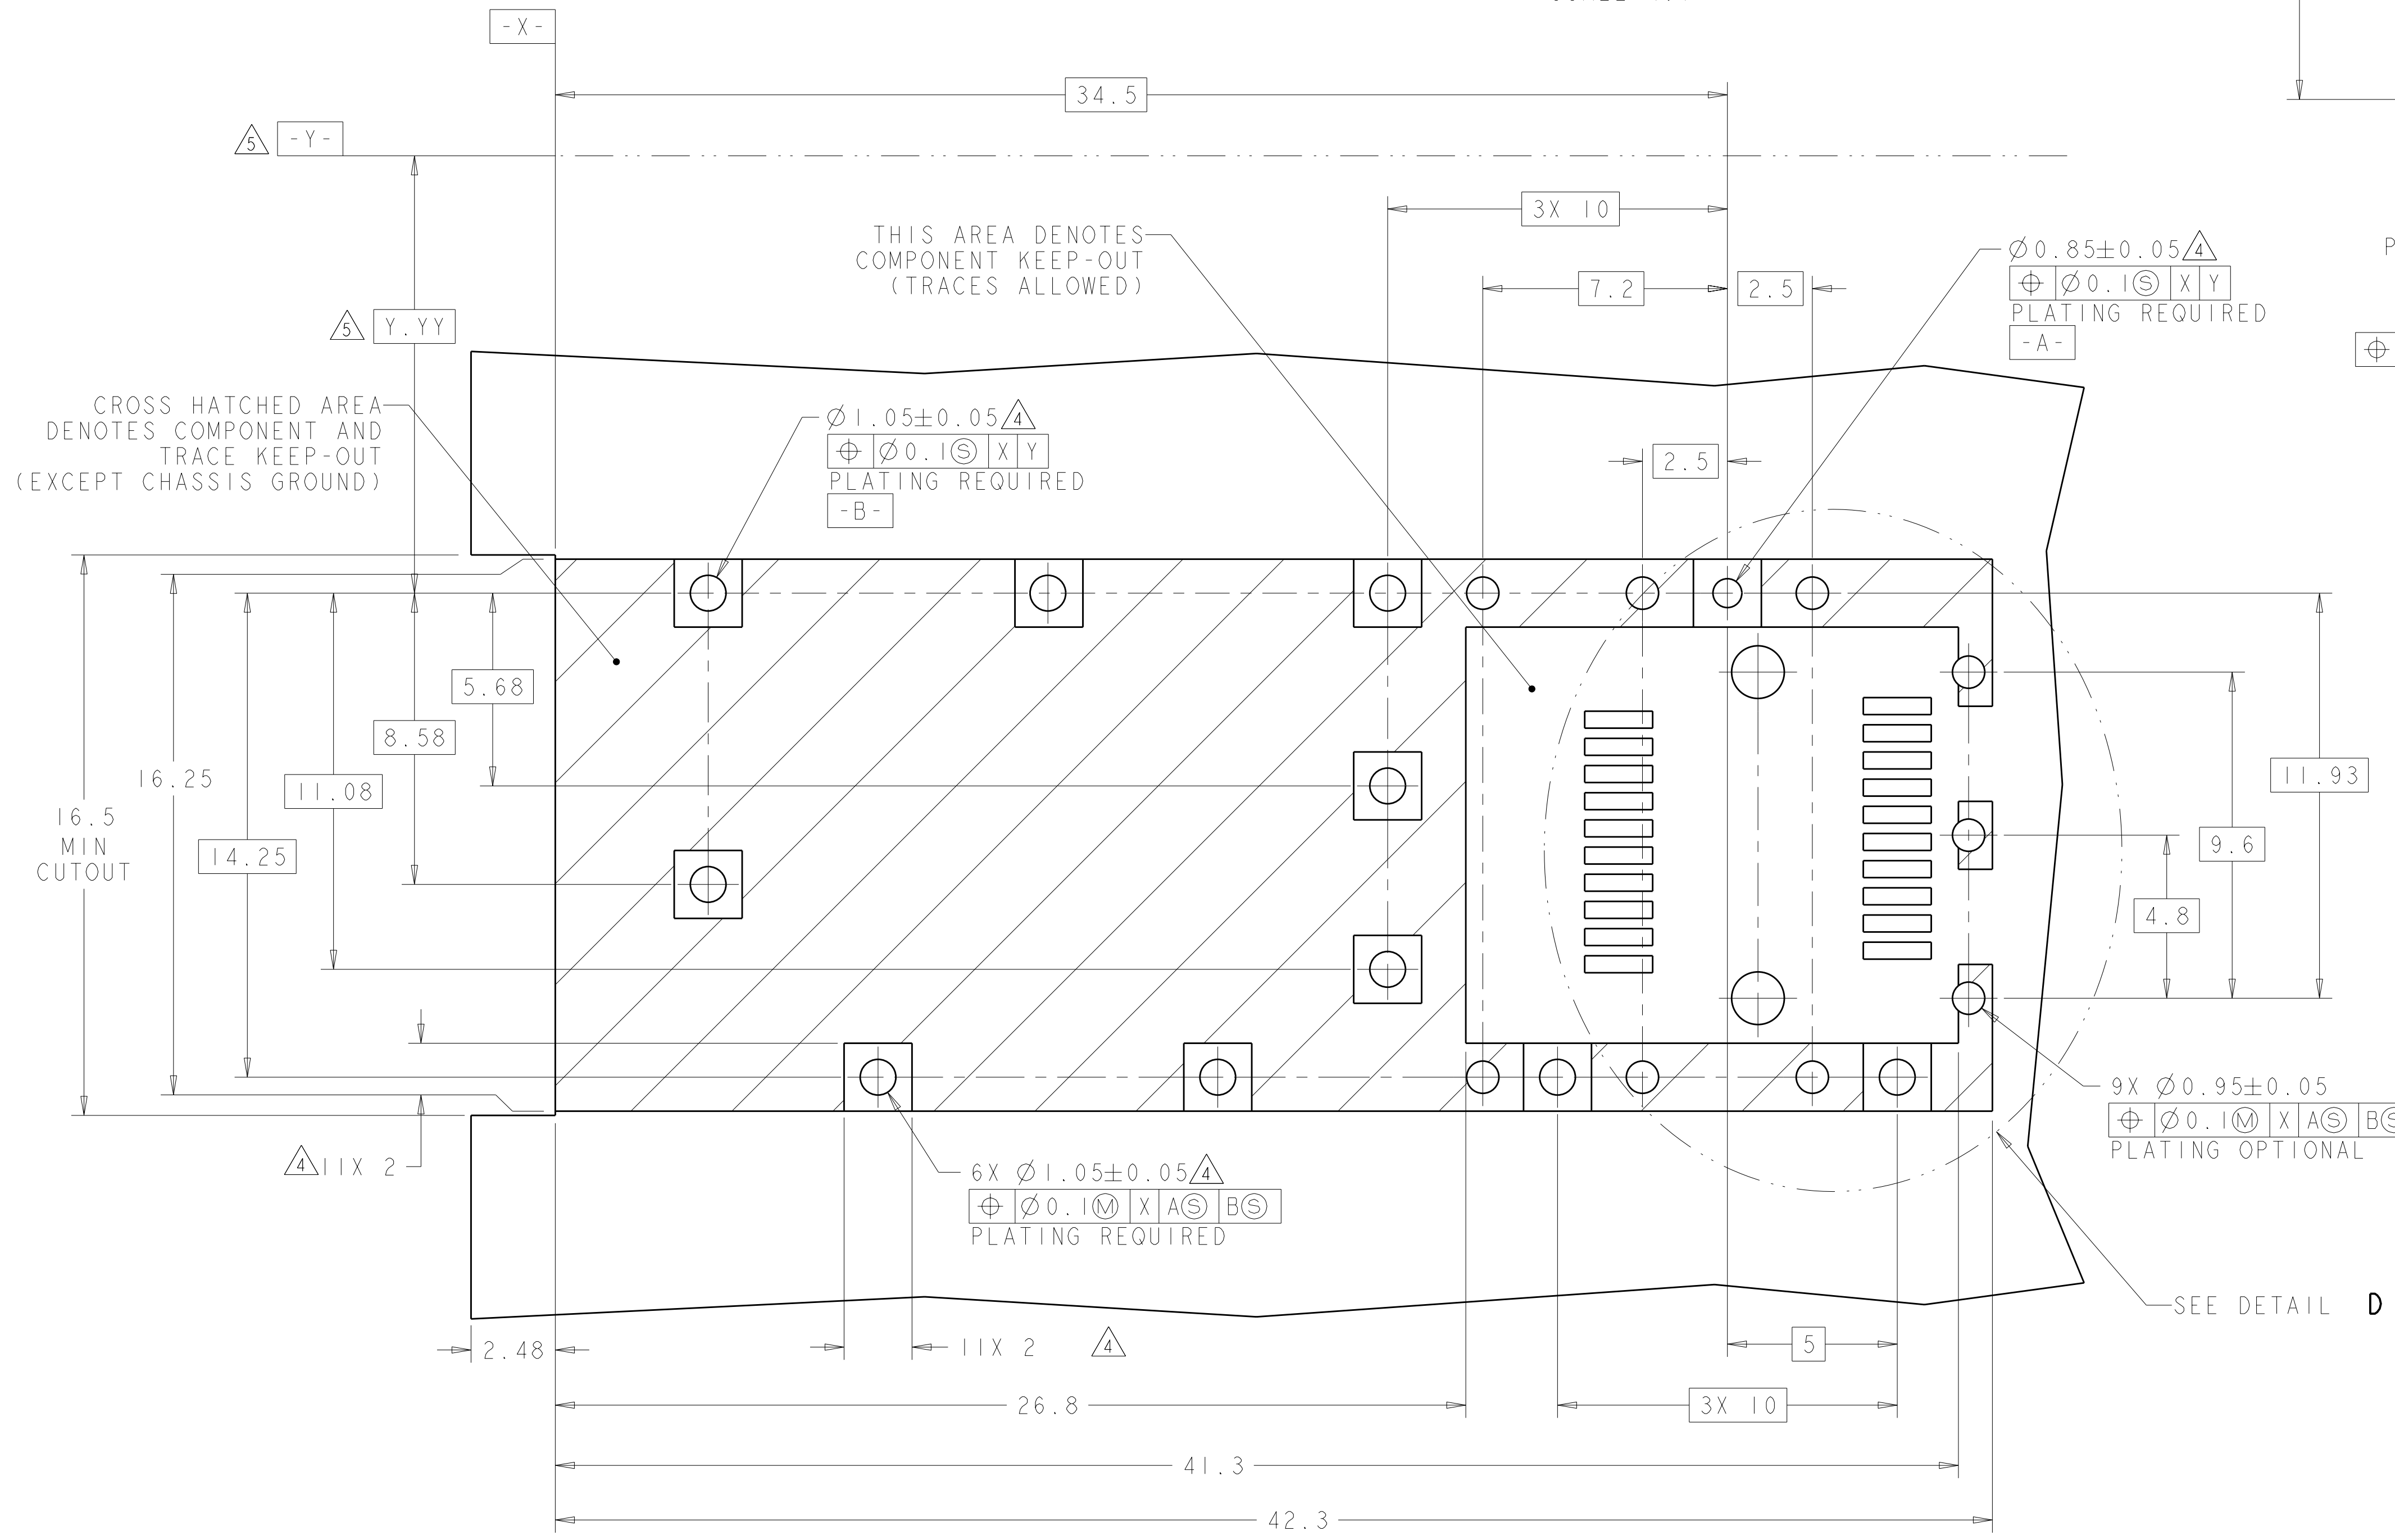 -X-
34.5
5 -Y-
3X 10
THIS AREA DENOTES
COMPONENT KEEP-OUT
(TRACES ALLOWED)
Ø0.85±0.05 4
⌖ Ø0.1Ⓢ X Y
PLATING REQUIRED
-A-
7.2
2.5
5 Y.YY
⌖
CROSS HATCHED AREA
DENOTES COMPONENT AND
TRACE KEEP-OUT
(EXCEPT CHASSIS GROUND)
Ø1.05±0.05 4
⌖ Ø0.1Ⓢ X Y
PLATING REQUIRED
-B-
2.5
5.68
8.58
16.25
11.08
16.5
MIN
CUTOUT
14.25
11.93
9.6
4.8
9X Ø0.95±0.05
⌖ Ø0.1Ⓜ X AⓈ BⓈ
PLATING OPTIONAL
4 11X 2
6X Ø1.05±0.05 4
⌖ Ø0.1Ⓜ X AⓈ BⓈ
PLATING REQUIRED
SEE DETAIL D
2.48
11X 2 4
5
26.8
3X 10
41.3
42.3